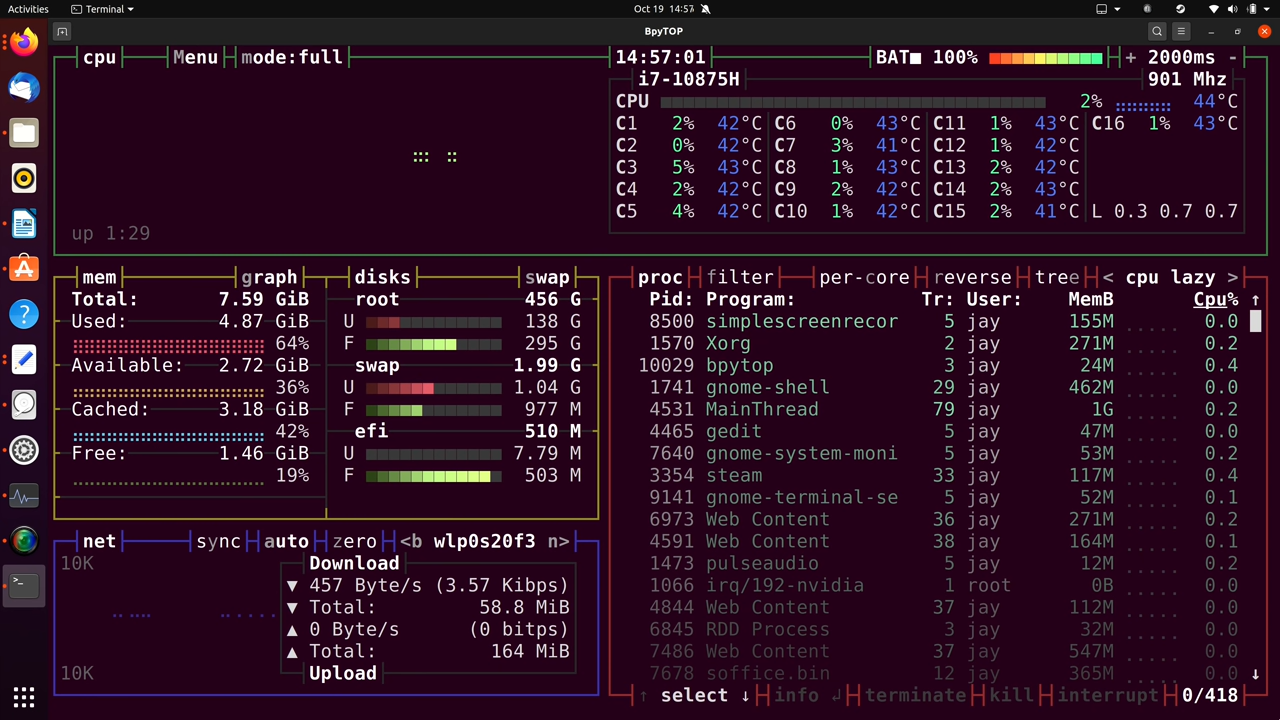 Activities Terminal Oct 19 14:57
BpyTOP
cpu Menu mode:full 14:57:01 BAT■ 100% + 2000ms -
i7-10875H 901 Mhz
CPU 2% 44°C
C1 2% 42°C C6 0% 43°C C11 1% 43°C C16 1% 43°C
C2 0% 42°C C7 3% 41°C C12 1% 42°C
C3 5% 43°C C8 1% 43°C C13 2% 42°C
C4 2% 42°C C9 2% 42°C C14 2% 43°C
C5 4% 42°C C10 1% 42°C C15 2% 41°C L 0.3 0.7 0.7
up 1:29
mem graph
Total: 7.59 GiB
Used: 4.87 GiB
64%
Available: 2.72 GiB
36%
Cached: 3.18 GiB
42%
Free: 1.46 GiB
19%
disks swap
root 456 G
U 138 G
F 295 G
swap 1.99 G
U 1.04 G
F 977 M
efi 510 M
U 7.79 M
F 503 M
net sync auto zero <b wlp0s20f3 n>
10K
Download
▼ 457 Byte/s (3.57 Kibps)
▼ Total: 58.8 MiB
▲ 0 Byte/s (0 bitps)
▲ Total: 164 MiB
Upload
10K
proc filter per-core reverse tree < cpu lazy >
Pid: Program: Tr: User: MemB Cpu% ↑
8500 simplescreenrecor 5 jay 155M 0.0
1570 Xorg 2 jay 271M 0.2
10029 bpytop 3 jay 24M 0.4
1741 gnome-shell 29 jay 462M 0.2
4531 MainThread 79 jay 1G 0.2
4465 gedit 5 jay 47M 0.0
7640 gnome-system-moni 5 jay 53M 0.2
3354 steam 33 jay 117M 0.4
9141 gnome-terminal-se 5 jay 52M 0.1
6973 Web Content 36 jay 271M 0.2
4591 Web Content 38 jay 164M 0.1
1473 pulseaudio 5 jay 12M 0.2
1066 irq/192-nvidia 1 root 0B 0.0
4844 Web Content 37 jay 112M 0.0
6845 RDD Process 3 jay 32M 0.0
7486 Web Content 37 jay 547M 0.0
7678 soffice.bin 12 jay 365M 0.0 ↓
↑ select ↓ info ↲ terminate kill interrupt 0/418